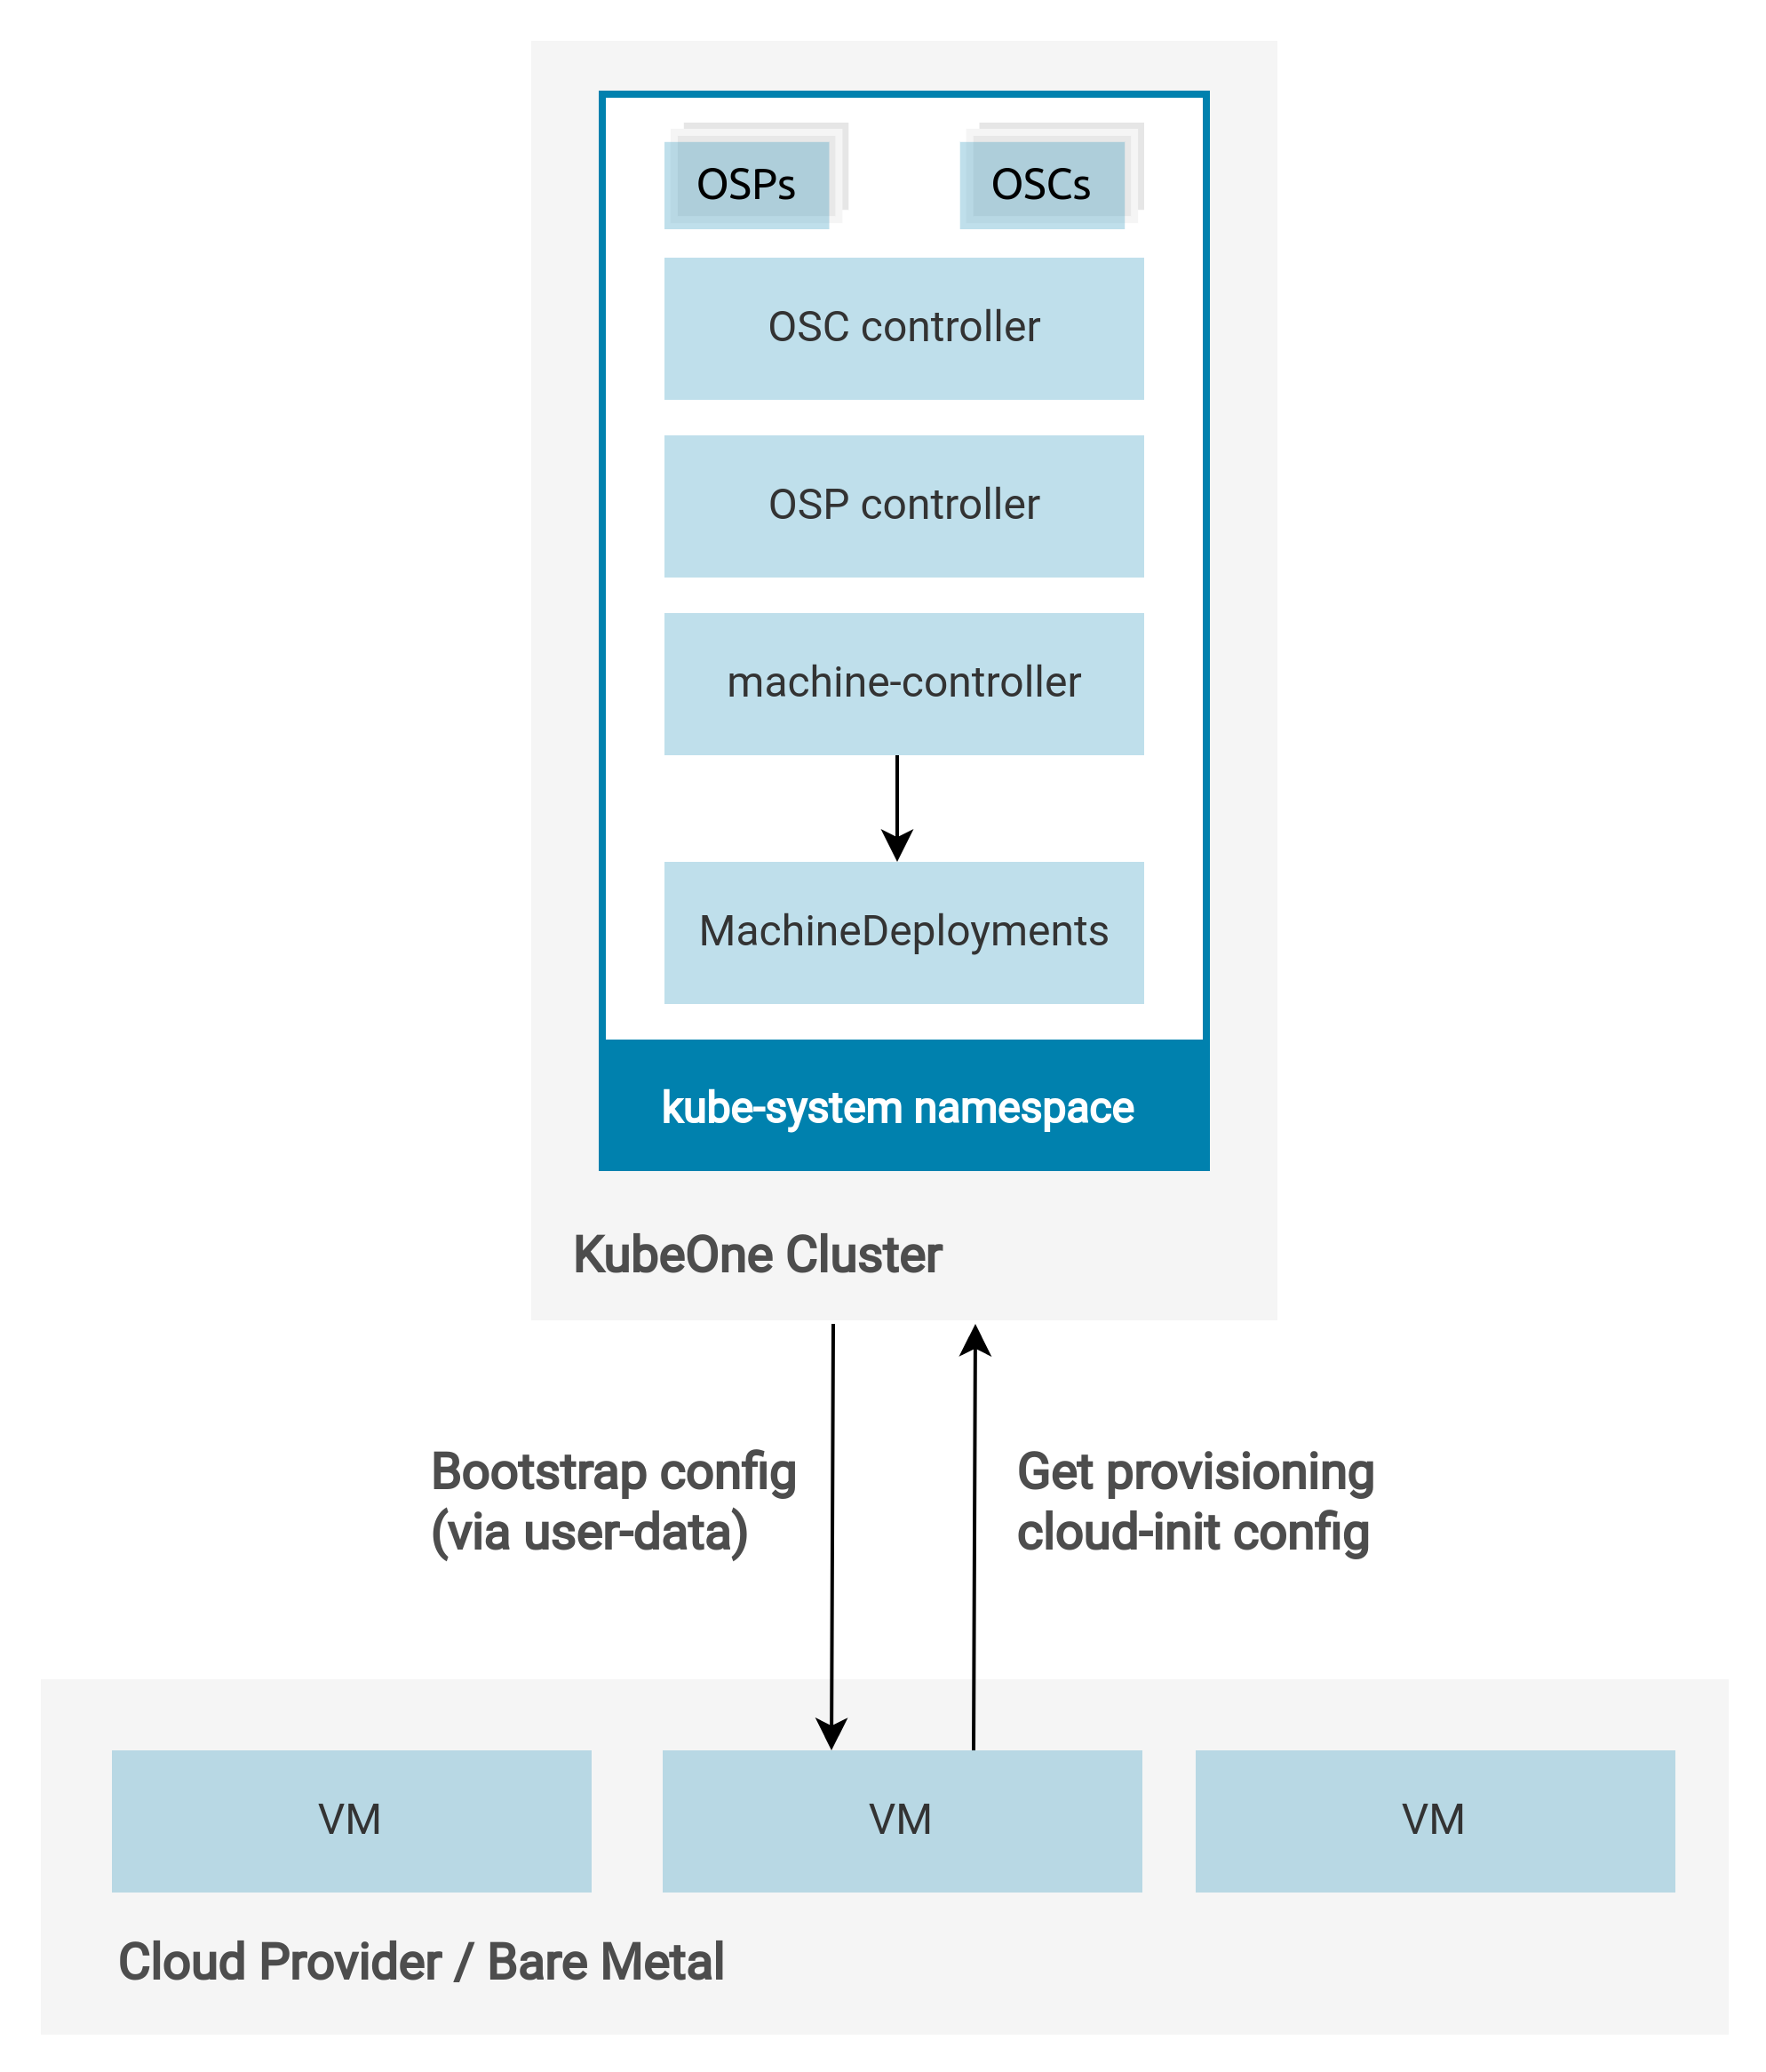 OSPs
OSCs
OSC controller
OSP controller
machine-controller
MachineDeployments
kube-system namespace
KubeOne Cluster
Bootstrap config
(via user-data)
Get provisioning
cloud-init config
VM
VM
VM
Cloud Provider / Bare Metal